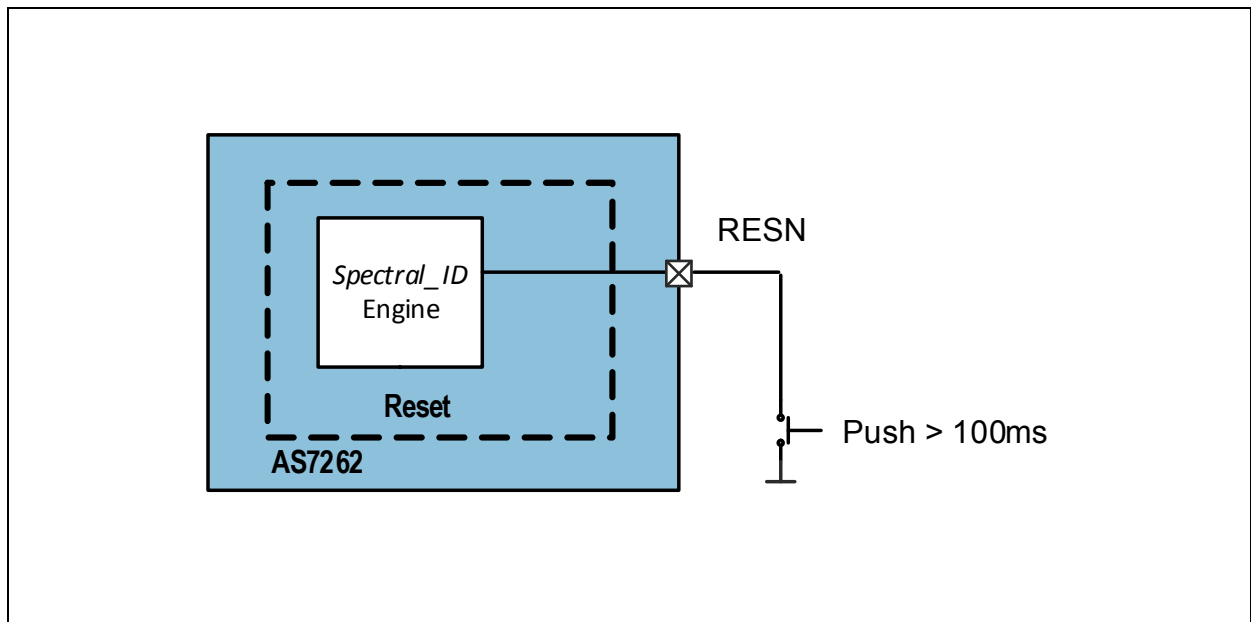 RESN
Spectral_ID
Engine
Reset
Push > 100ms
AS7262